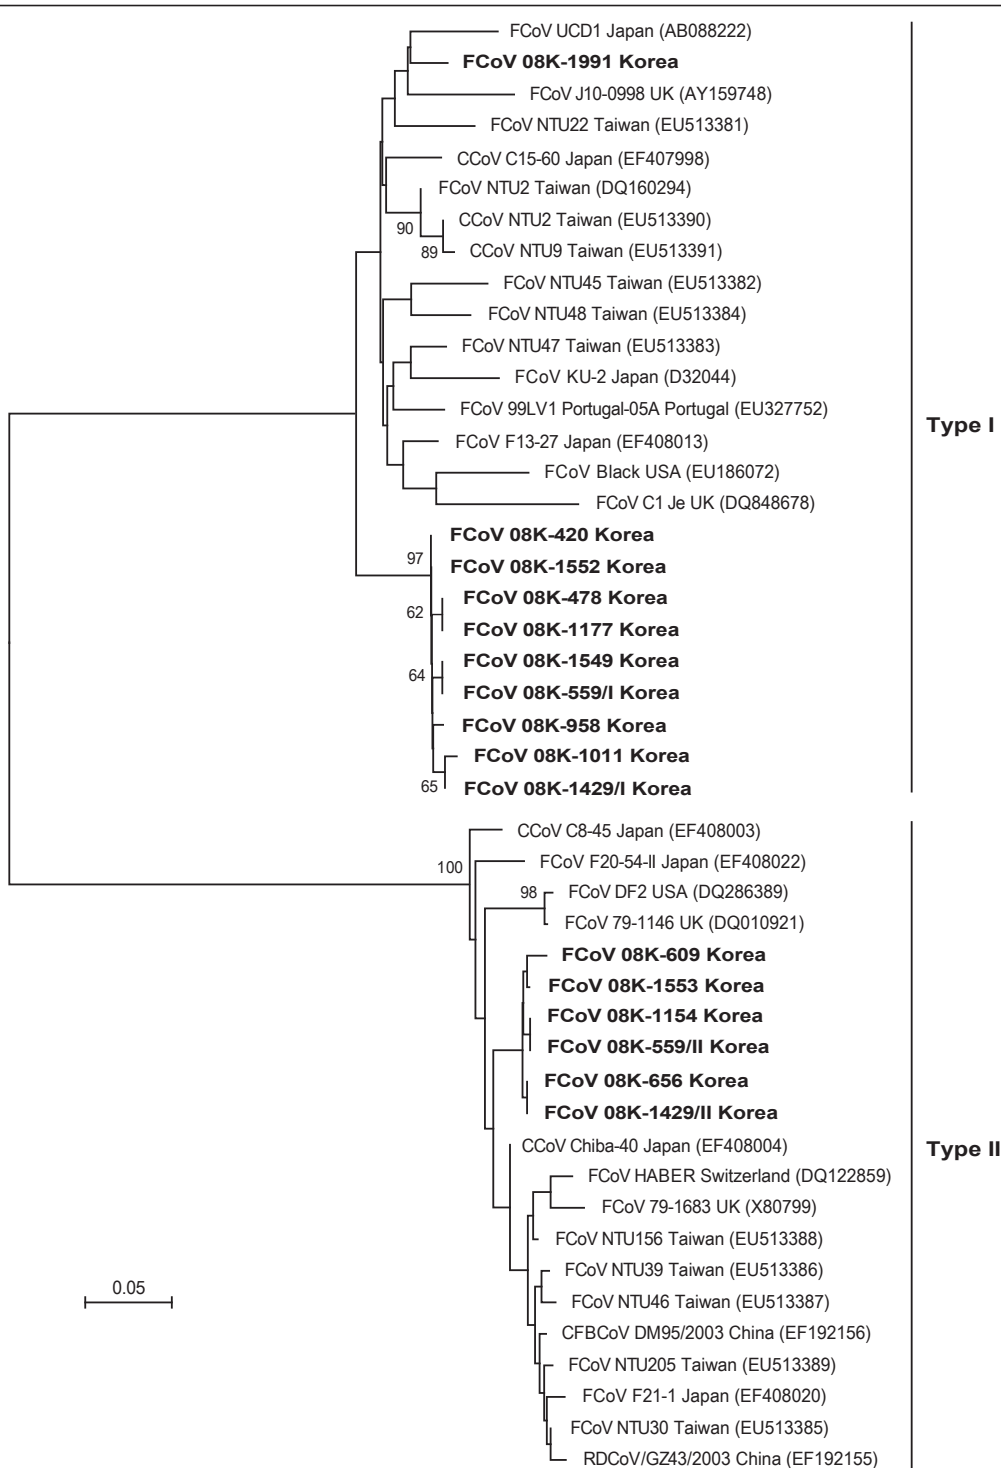 FCoV UCD1 Japan (AB088222)
FCoV 08K-1991 Korea
FCoV J10-0998 UK (AY159748)
FCoV NTU22 Taiwan (EU513381)
CCoV C15-60 Japan (EF407998)
FCoV NTU2 Taiwan (DQ160294)
CCoV NTU2 Taiwan (EU513390)
90
CCoV NTU9 Taiwan (EU513391)
89
FCoV NTU45 Taiwan (EU513382)
FCoV NTU48 Taiwan (EU513384)
FCoV NTU47 Taiwan (EU513383)
FCoV KU-2 Japan (D32044)
FCoV 99LV1 Portugal-05A Portugal (EU327752)
Type I
FCoV F13-27 Japan (EF408013)
FCoV Black USA (EU186072)
FCoV C1 Je UK (DQ848678)
FCoV 08K-420 Korea
97
FCoV 08K-1552 Korea
FCoV 08K-478 Korea
62
FCoV 08K-1177 Korea
FCoV 08K-1549 Korea
64
FCoV 08K-559/I Korea
FCoV 08K-958 Korea
FCoV 08K-1011 Korea
65
FCoV 08K-1429/I Korea
CCoV C8-45 Japan (EF408003)
100
FCoV F20-54-II Japan (EF408022)
98
FCoV DF2 USA (DQ286389)
FCoV 79-1146 UK (DQ010921)
FCoV 08K-609 Korea
FCoV 08K-1553 Korea
FCoV 08K-1154 Korea
FCoV 08K-559/II Korea
FCoV 08K-656 Korea
FCoV 08K-1429/II Korea
CCoV Chiba-40 Japan (EF408004)
Type II
FCoV HABER Switzerland (DQ122859)
FCoV 79-1683 UK (X80799)
FCoV NTU156 Taiwan (EU513388)
FCoV NTU39 Taiwan (EU513386)
0.05
FCoV NTU46 Taiwan (EU513387)
CFBCoV DM95/2003 China (EF192156)
FCoV NTU205 Taiwan (EU513389)
FCoV F21-1 Japan (EF408020)
FCoV NTU30 Taiwan (EU513385)
RDCoV/GZ43/2003 China (EF192155)